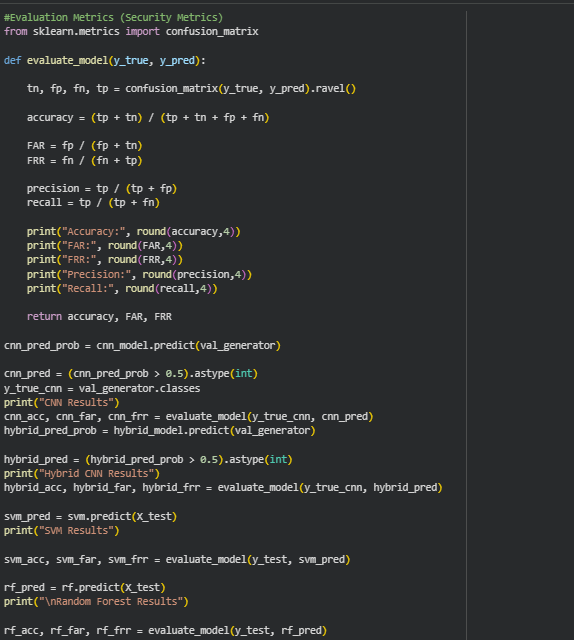 #Evaluation Metrics (Security Metrics)
from sklearn.metrics import confusion_matrix
def evaluate_model(y_true, y_pred):
    tn, fp, fn, tp = confusion_matrix(y_true, y_pred).ravel()
    accuracy = (tp + tn) / (tp + tn + fp + fn)
    FAR = fp / (fp + tn)
    FRR = fn / (fn + tp)
    precision = tp / (tp + fp)
    recall = tp / (tp + fn)
    print("Accuracy:", round(accuracy,4))
    print("FAR:", round(FAR,4))
    print("FRR:", round(FRR,4))
    print("Precision:", round(precision,4))
    print("Recall:", round(recall,4))
    return accuracy, FAR, FRR
cnn_pred_prob = cnn_model.predict(val_generator)
cnn_pred = (cnn_pred_prob > 0.5).astype(int)
y_true_cnn = val_generator.classes
print("CNN Results")
cnn_acc, cnn_far, cnn_frr = evaluate_model(y_true_cnn, cnn_pred)
hybrid_pred_prob = hybrid_model.predict(val_generator)
hybrid_pred = (hybrid_pred_prob > 0.5).astype(int)
print("Hybrid CNN Results")
hybrid_acc, hybrid_far, hybrid_frr = evaluate_model(y_true_cnn, hybrid_pred)
svm_pred = svm.predict(X_test)
print("SVM Results")
svm_acc, svm_far, svm_frr = evaluate_model(y_test, svm_pred)
rf_pred = rf.predict(X_test)
print("\nRandom Forest Results")
rf_acc, rf_far, rf_frr = evaluate_model(y_test, rf_pred)